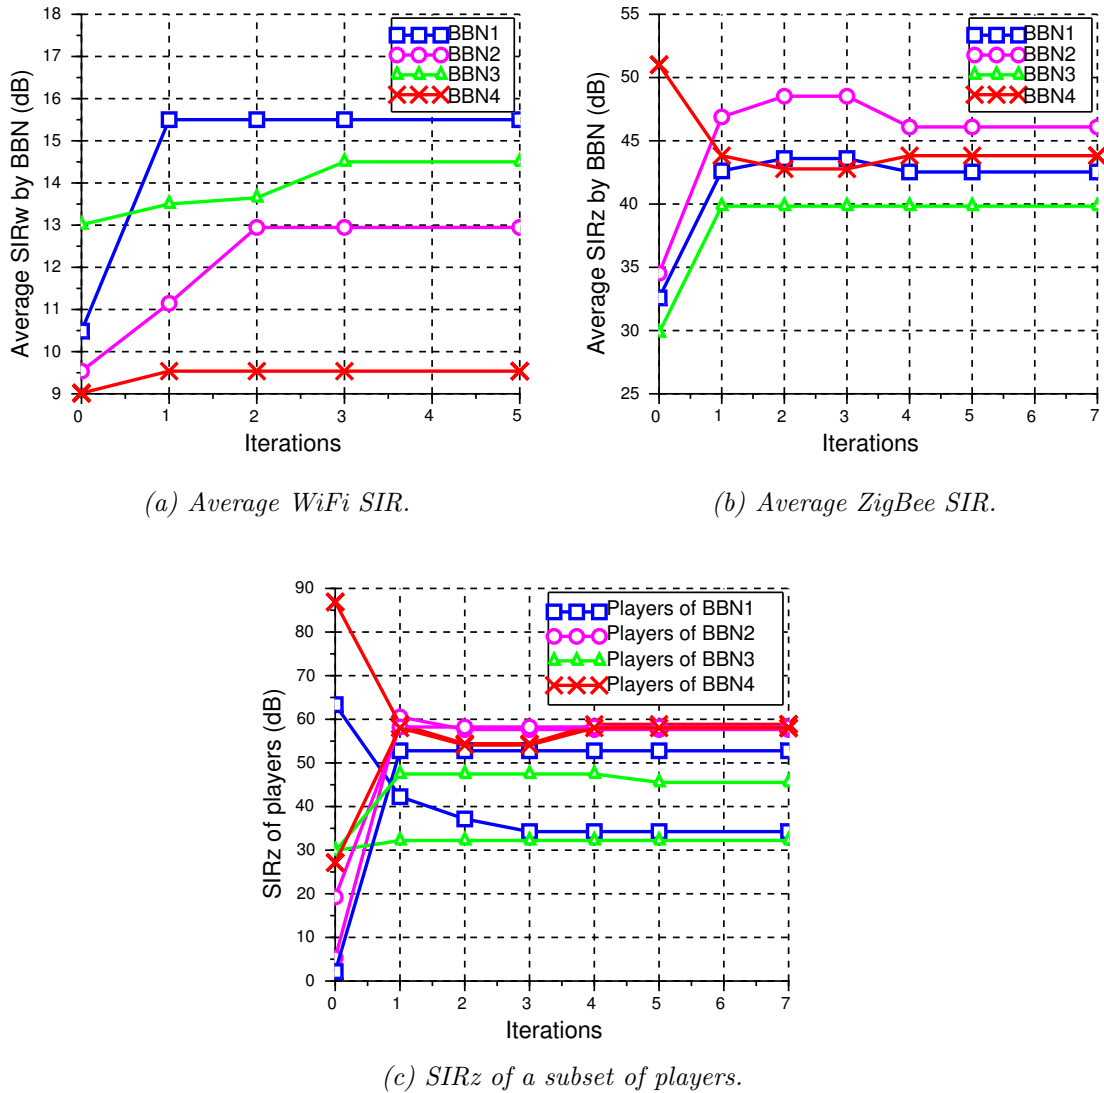 18
17
16
15
14
13
12
11
10
9
0
1
2
3
4
5
Average SIRw by BBN (dB)
Iterations
BBN1
BBN2
BBN3
BBN4
(a) Average WiFi SIR.
55
50
45
40
35
30
25
0
1
2
3
4
5
6
7
Average SIRz by BBN (dB)
Iterations
BBN1
BBN2
BBN3
BBN4
(b) Average ZigBee SIR.
90
80
70
60
50
40
30
20
10
0
0
1
2
3
4
5
6
7
SIRz of players (dB)
Iterations
Players of BBN1
Players of BBN2
Players of BBN3
Players of BBN4
(c) SIRz of a subset of players.